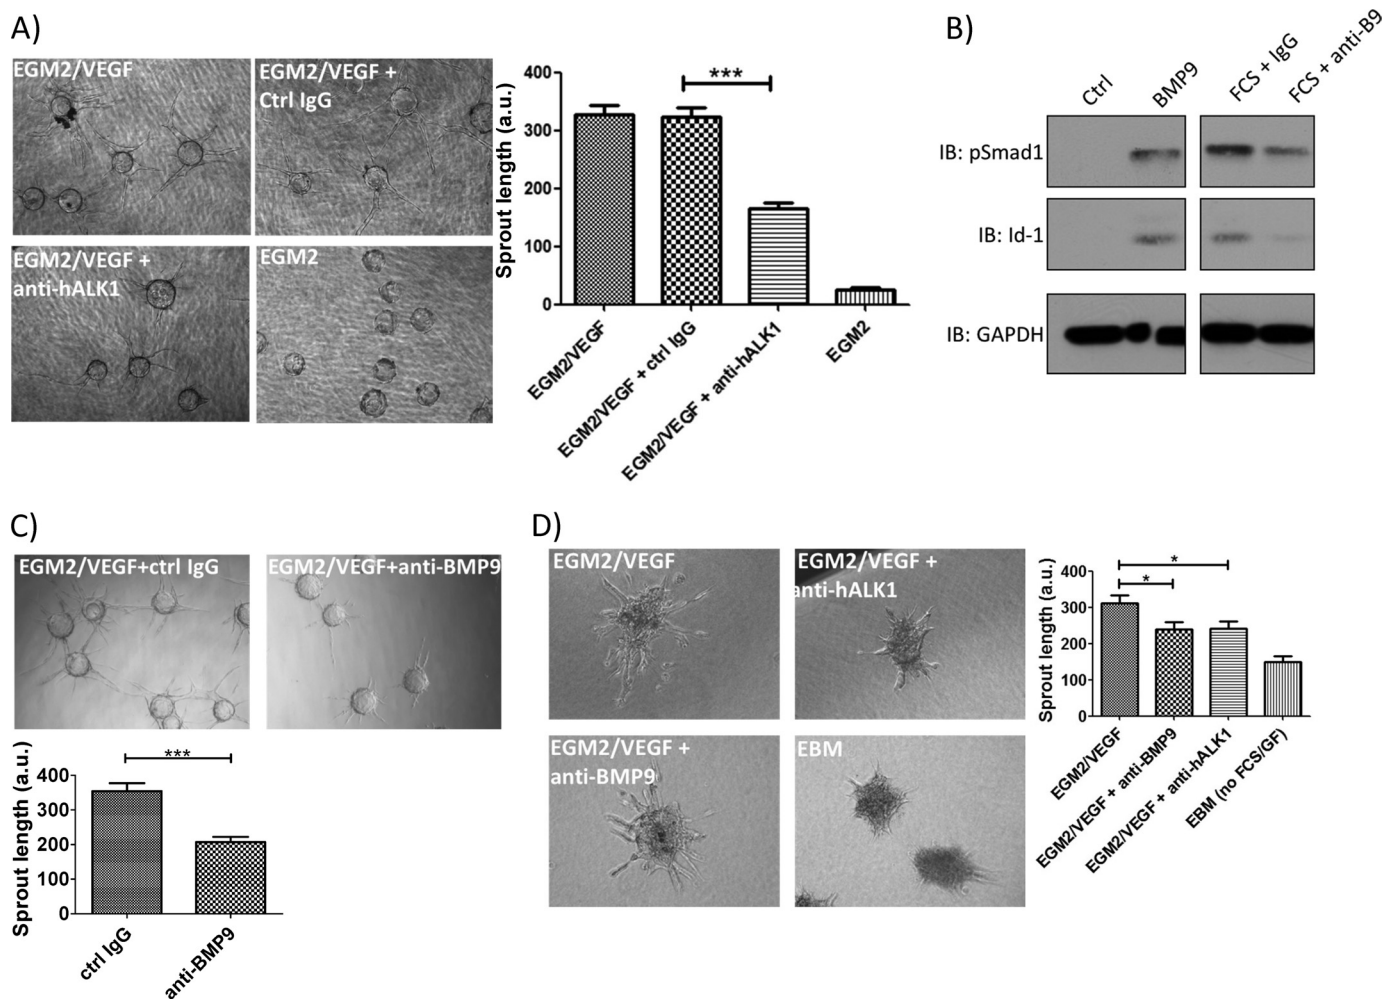 A)
EGM2/VEGF
EGM2/VEGF +
Ctrl IgG
EGM2/VEGF +
anti-hALK1
EGM2
Sprout length (a.u.)
400
300
200
100
0
***
EGM2/VEGF
EGM2/VEGF + ctrl IgG
EGM2/VEGF + anti-hALK1
EGM2
B)
Ctrl
BMP9
FCS + IgG
FCS + anti-B9
IB: pSmad1
IB: Id-1
IB: GAPDH
C)
EGM2/VEGF+ctrl IgG
EGM2/VEGF+anti-BMP9
Sprout length (a.u.)
400
300
200
100
0
***
ctrl IgG
anti-BMP9
D)
EGM2/VEGF
EGM2/VEGF +
anti-hALK1
EGM2/VEGF +
anti-BMP9
EBM
Sprout length (a.u.)
400
300
200
100
0
*
*
EGM2/VEGF
EGM2/VEGF + anti-BMP9
EGM2/VEGF + anti-hALK1
EBM (no FCS/GF)